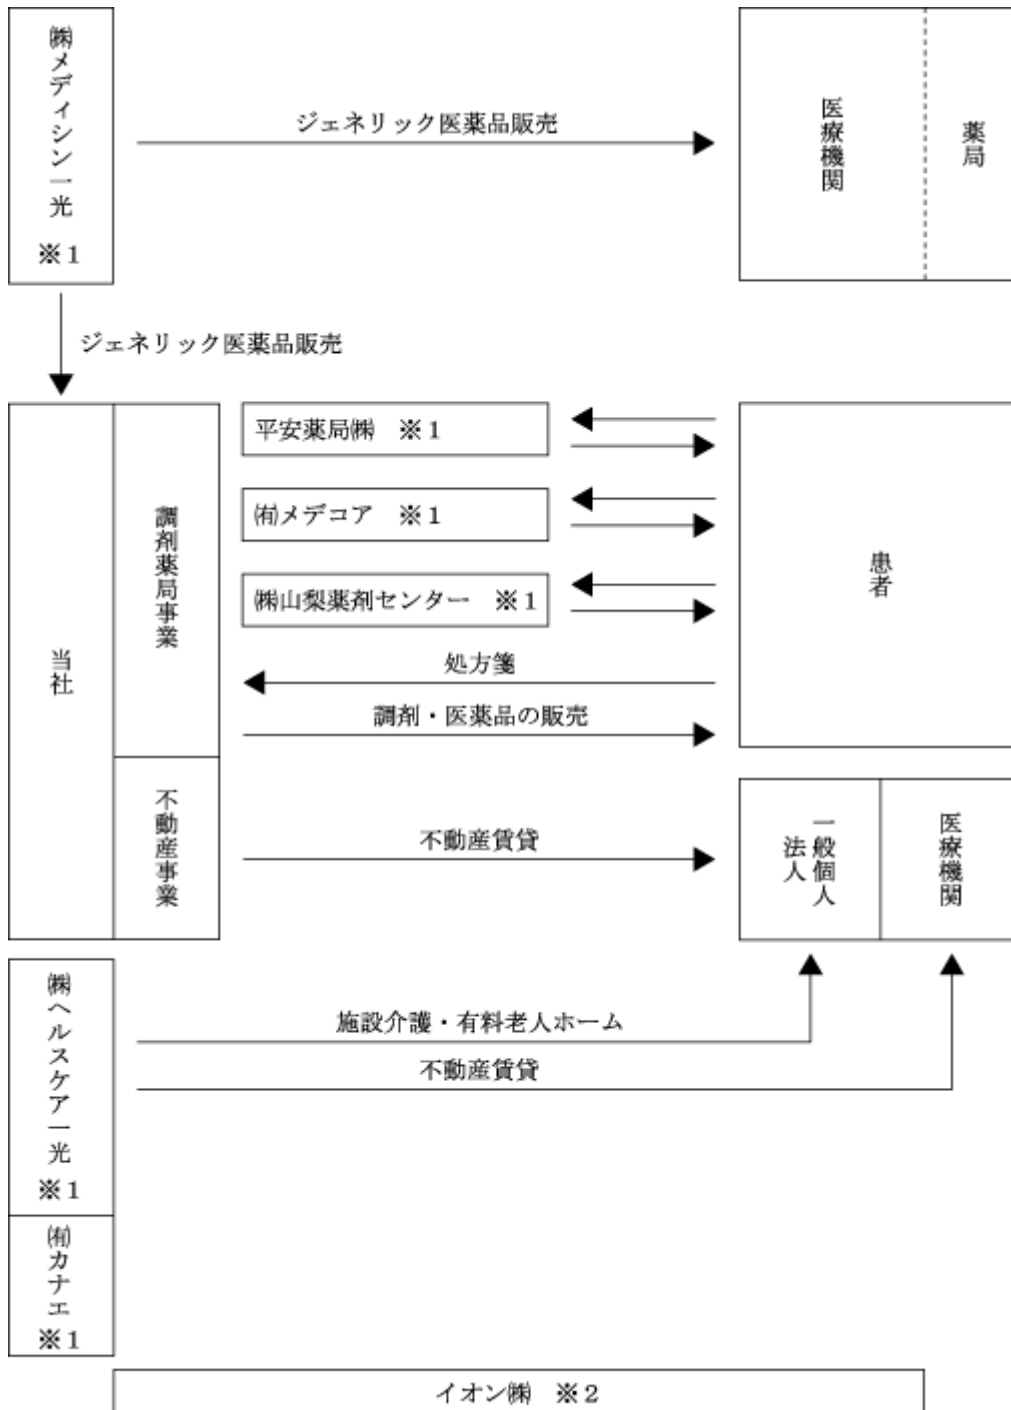 ㈱メディシン一光
※1
ジェネリック医薬品販売
医療機関
薬局
ジェネリック医薬品販売
当社
調剤薬局事業
平安薬局㈱　※1
㈲メデコア　※1
㈱山梨薬剤センター　※1
処方箋
調剤・医薬品の販売
患者
不動産事業
不動産賃貸
一般個人
法人
医療機関
㈱ヘルスケア一光
※1
施設介護・有料老人ホーム
不動産賃貸
㈲カナエ
※1
イオン㈱　※2